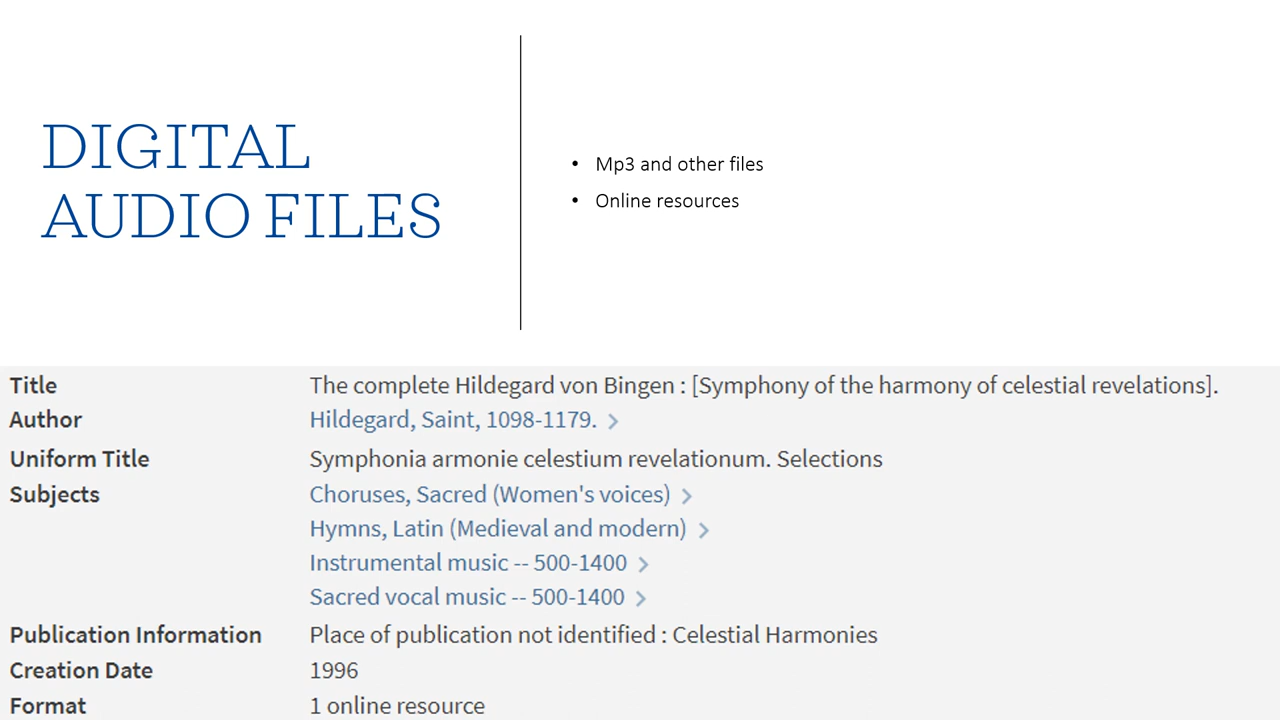 DIGITAL
AUDIO FILES
• Mp3 and other files
• Online resources
Title The complete Hildegard von Bingen : [Symphony of the harmony of celestial revelations].
Author Hildegard, Saint, 1098-1179. >
Uniform Title Symphonia armonie celestium revelationum. Selections
Subjects Choruses, Sacred (Women's voices) >
Hymns, Latin (Medieval and modern) >
Instrumental music -- 500-1400 >
Sacred vocal music -- 500-1400 >
Publication Information Place of publication not identified : Celestial Harmonies
Creation Date 1996
Format 1 online resource